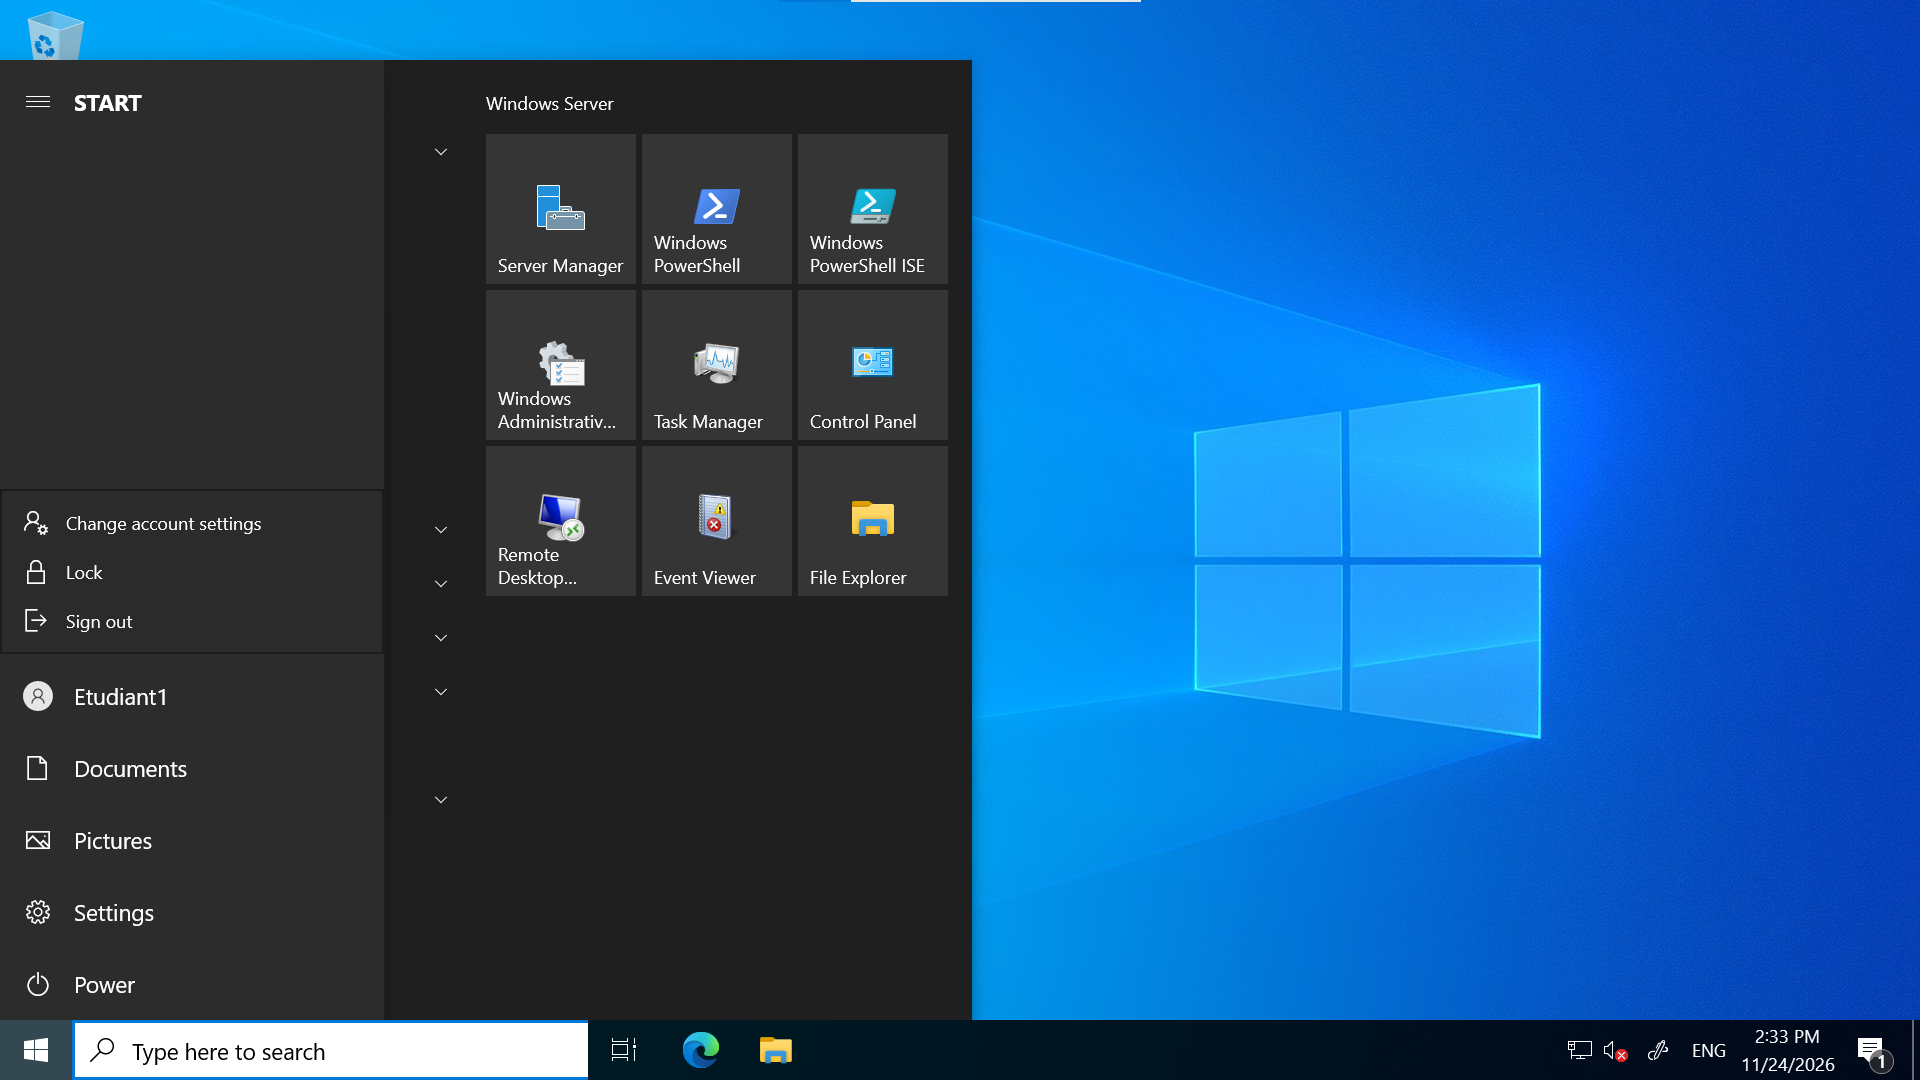 START
Windows Server
Server Manager
Windows
PowerShell
Windows
PowerShell ISE
Windows
Administrativ...
Task Manager
Control Panel
Remote
Desktop...
Event Viewer
File Explorer
Change account settings
Lock
Sign out
Etudiant1
Documents
Pictures
Settings
Power
Type here to search
ENG
2:33 PM
11/24/2026
1